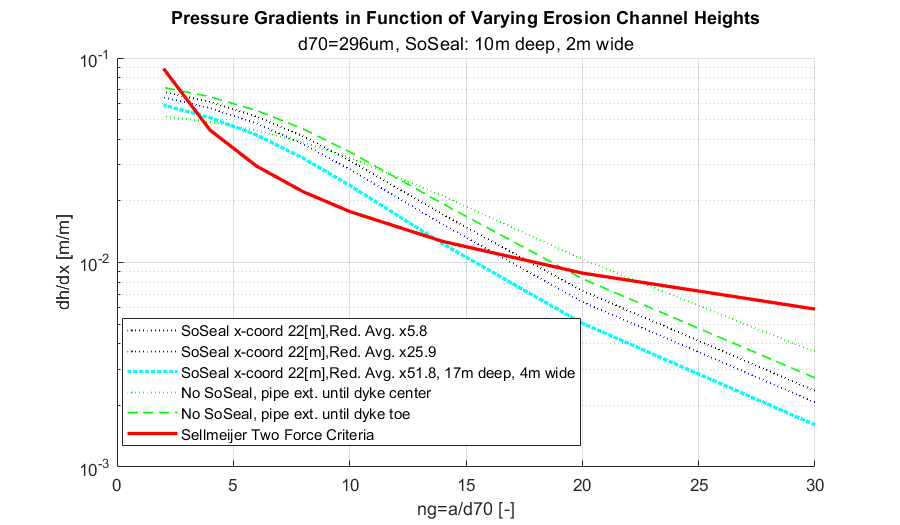 Pressure Gradients in Function of Varying Erosion Channel Heights
d70=296um, SoSeal: 10m deep, 2m wide
10-1
10-2
10-3
dh/dx [m/m]
SoSeal x-coord 22[m],Red. Avg. x5.8
SoSeal x-coord 22[m],Red. Avg. x25.9
SoSeal x-coord 22[m],Red. Avg. x51.8, 17m deep, 4m wide
No SoSeal, pipe ext. until dyke center
No SoSeal, pipe ext. until dyke toe
Sellmeijer Two Force Criteria
0 5 10 15 20 25 30
ng=a/d70 [-]